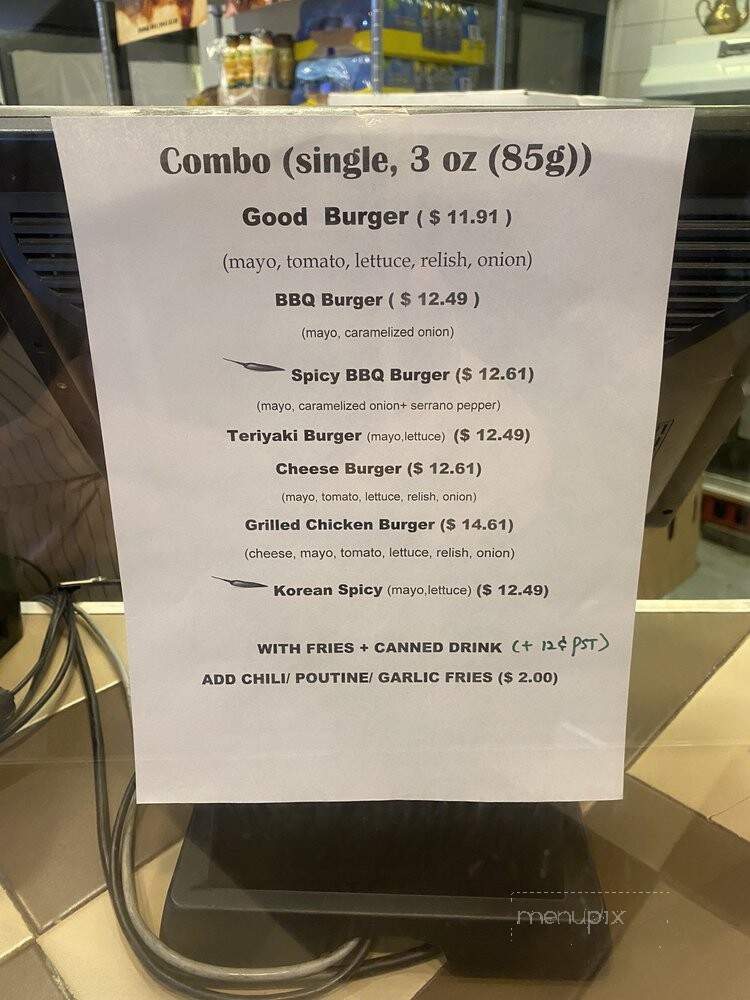 Combo (single, 3 oz (85g))
Good Burger ( $ 11.91 )
(mayo, tomato, lettuce, relish, onion)
BBQ Burger ( $ 12.49 )
(mayo, caramelized onion)
Spicy BBQ Burger ($ 12.61)
(mayo, caramelized onion+ serrano pepper)
Teriyaki Burger (mayo,lettuce) ($ 12.49)
Cheese Burger ($ 12.61)
(mayo, tomato, lettuce, relish, onion)
Grilled Chicken Burger ($ 14.61)
(cheese, mayo, tomato, lettuce, relish, onion)
Korean Spicy (mayo,lettuce) ($ 12.49)
WITH FRIES + CANNED DRINK (+ 12¢ PST)
ADD CHILI/ POUTINE/ GARLIC FRIES ($ 2.00)
menupix